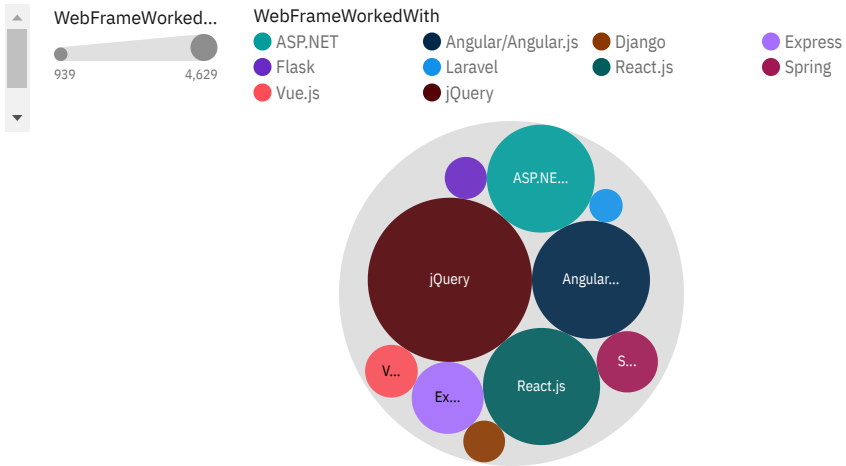 WebFrameWorked...
939 4,629
WebFrameWorkedWith
ASP.NET Angular/Angular.js Django Express
Flask Laravel React.js Spring
Vue.js jQuery
ASP.NE...
jQuery
Angular...
S...
V...
React.js
Ex...